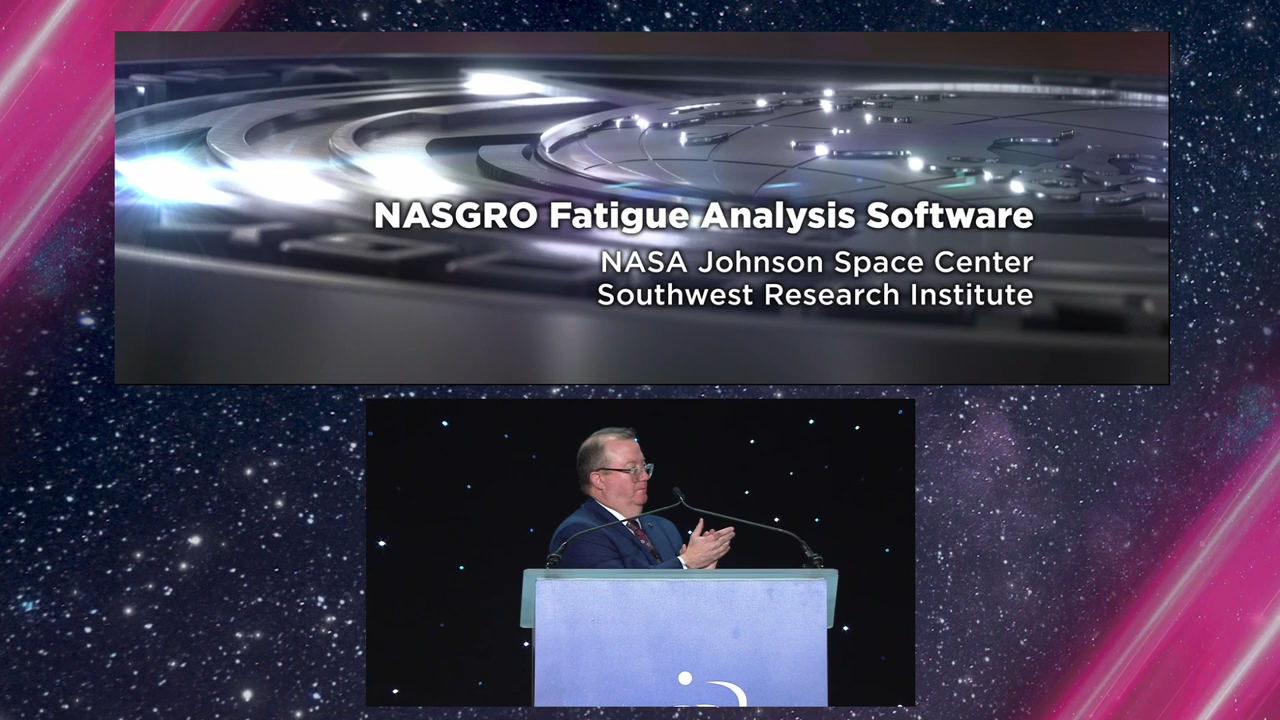 NASGRO Fatigue Analysis Software
NASA Johnson Space Center
Southwest Research Institute